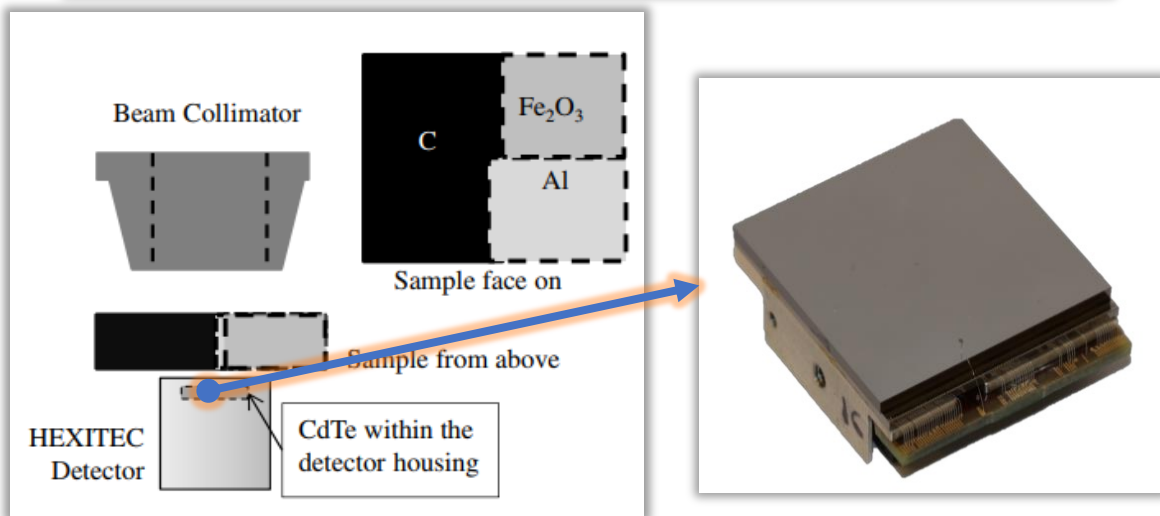 Beam Collimator
C
Fe₂O₃
Al
Sample face on
Sample from above
HEXITEC
Detector
CdTe within the
detector housing